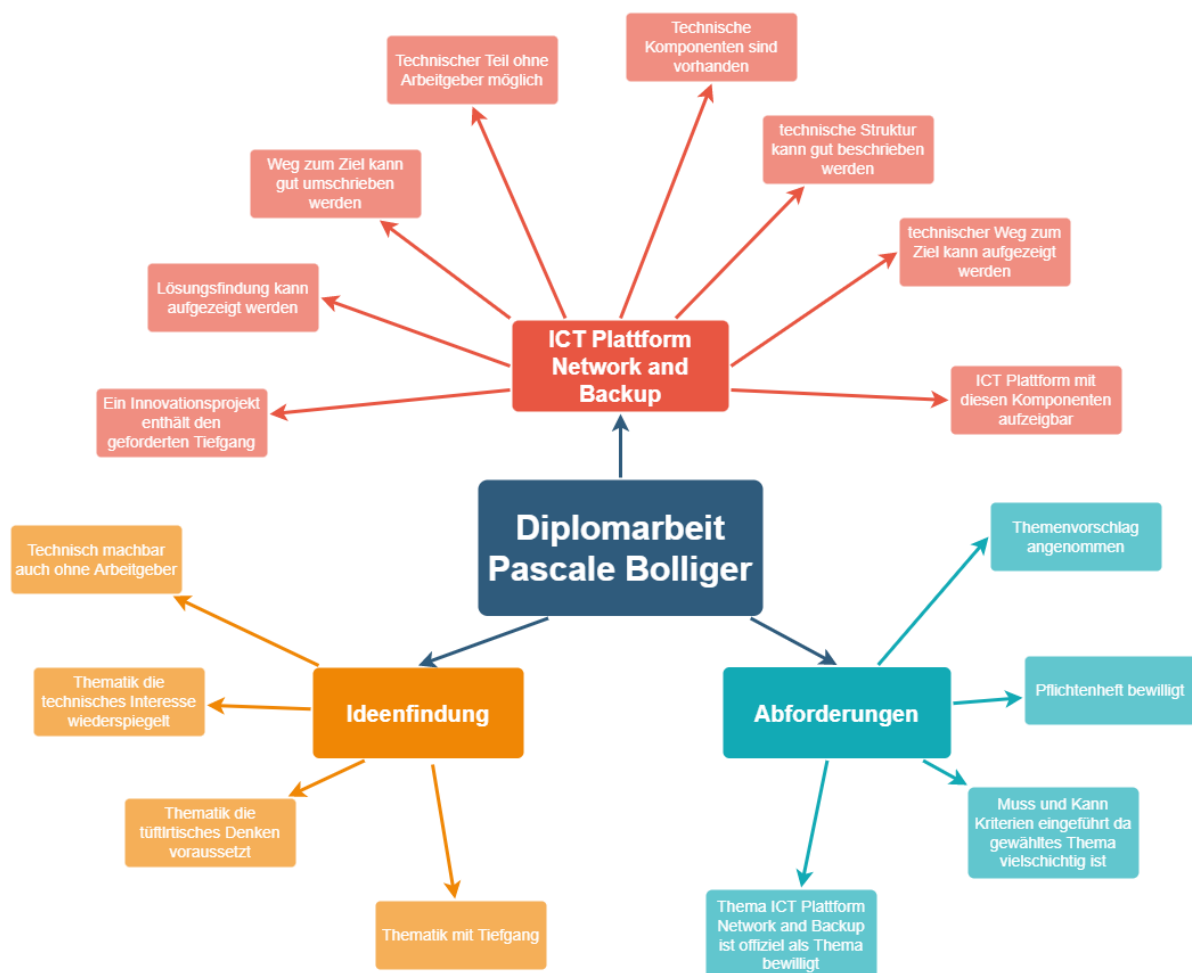 Technische
Komponenten sind
vorhanden
Technischer Teil ohne
Arbeitgeber möglich
technische Struktur
kann gut beschrieben
werden
Weg zum Ziel kann
gut umschrieben
werden
technischer Weg zum
Ziel kann aufgezeigt
werden
Lösungsfindung kann
aufgezeigt werden
ICT Plattform
Network and
Backup
Ein Innovationsprojekt
enthält den
geforderten Tiefgang
ICT Plattform mit
diesen Komponenten
aufzeigbar
Diplomarbeit
Pascale Bolliger
Technisch machbar
auch ohne Arbeitgeber
Themenvorschlag
angenommen
Thematik die
technisches Interesse
wiederspiegelt
Ideenfindung
Abforderungen
Pflichtenheft bewilligt
Thematik die
tüftlrtisches Denken
voraussetzt
Muss und Kann
Kriterien eingeführt da
gewähltes Thema
vielschichtig ist
Thematik mit Tiefgang
Thema ICT Plattform
Network and Backup
ist offiziel als Thema
bewilligt